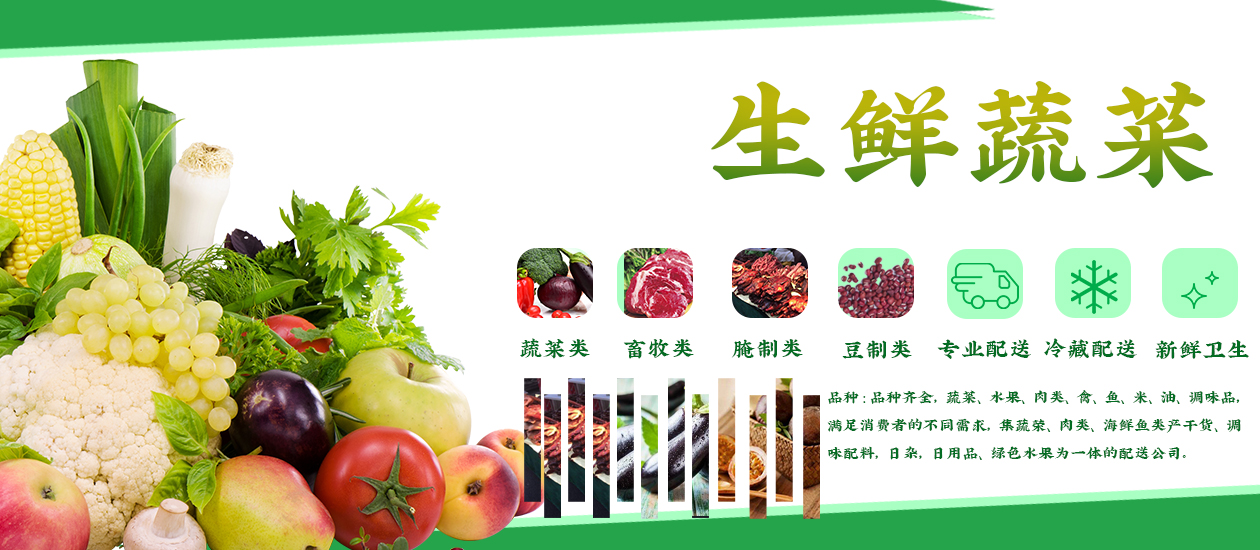 生鲜蔬菜
蔬菜类 畜牧类 腌制类 豆制类 专业配送 冷藏配送 新鲜卫生
品种：品种齐全，蔬菜、水果、肉类、禽、鱼、米、油、调味品，
满足消费者的不同需求，集蔬菜、肉类、海鲜鱼类产干货、调
味配料，日杂，日用品、绿色水果为一体的配送公司。